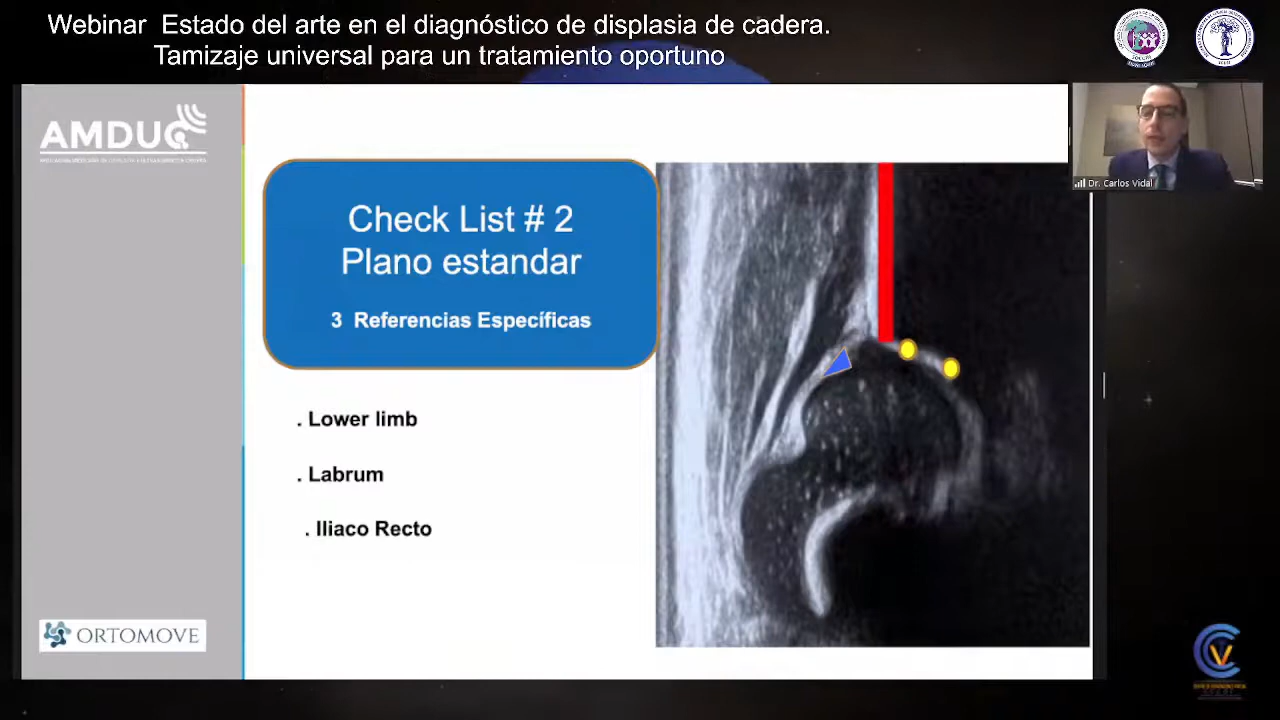 Webinar Estado del arte en el diagnóstico de displasia de cadera.
Tamizaje universal para un tratamiento oportuno
AMDUC
Dr. Carlos Vidal
Check List # 2
Plano estandar
3 Referencias Específicas
. Lower limb
. Labrum
. Iliaco Recto
ORTOMOVE